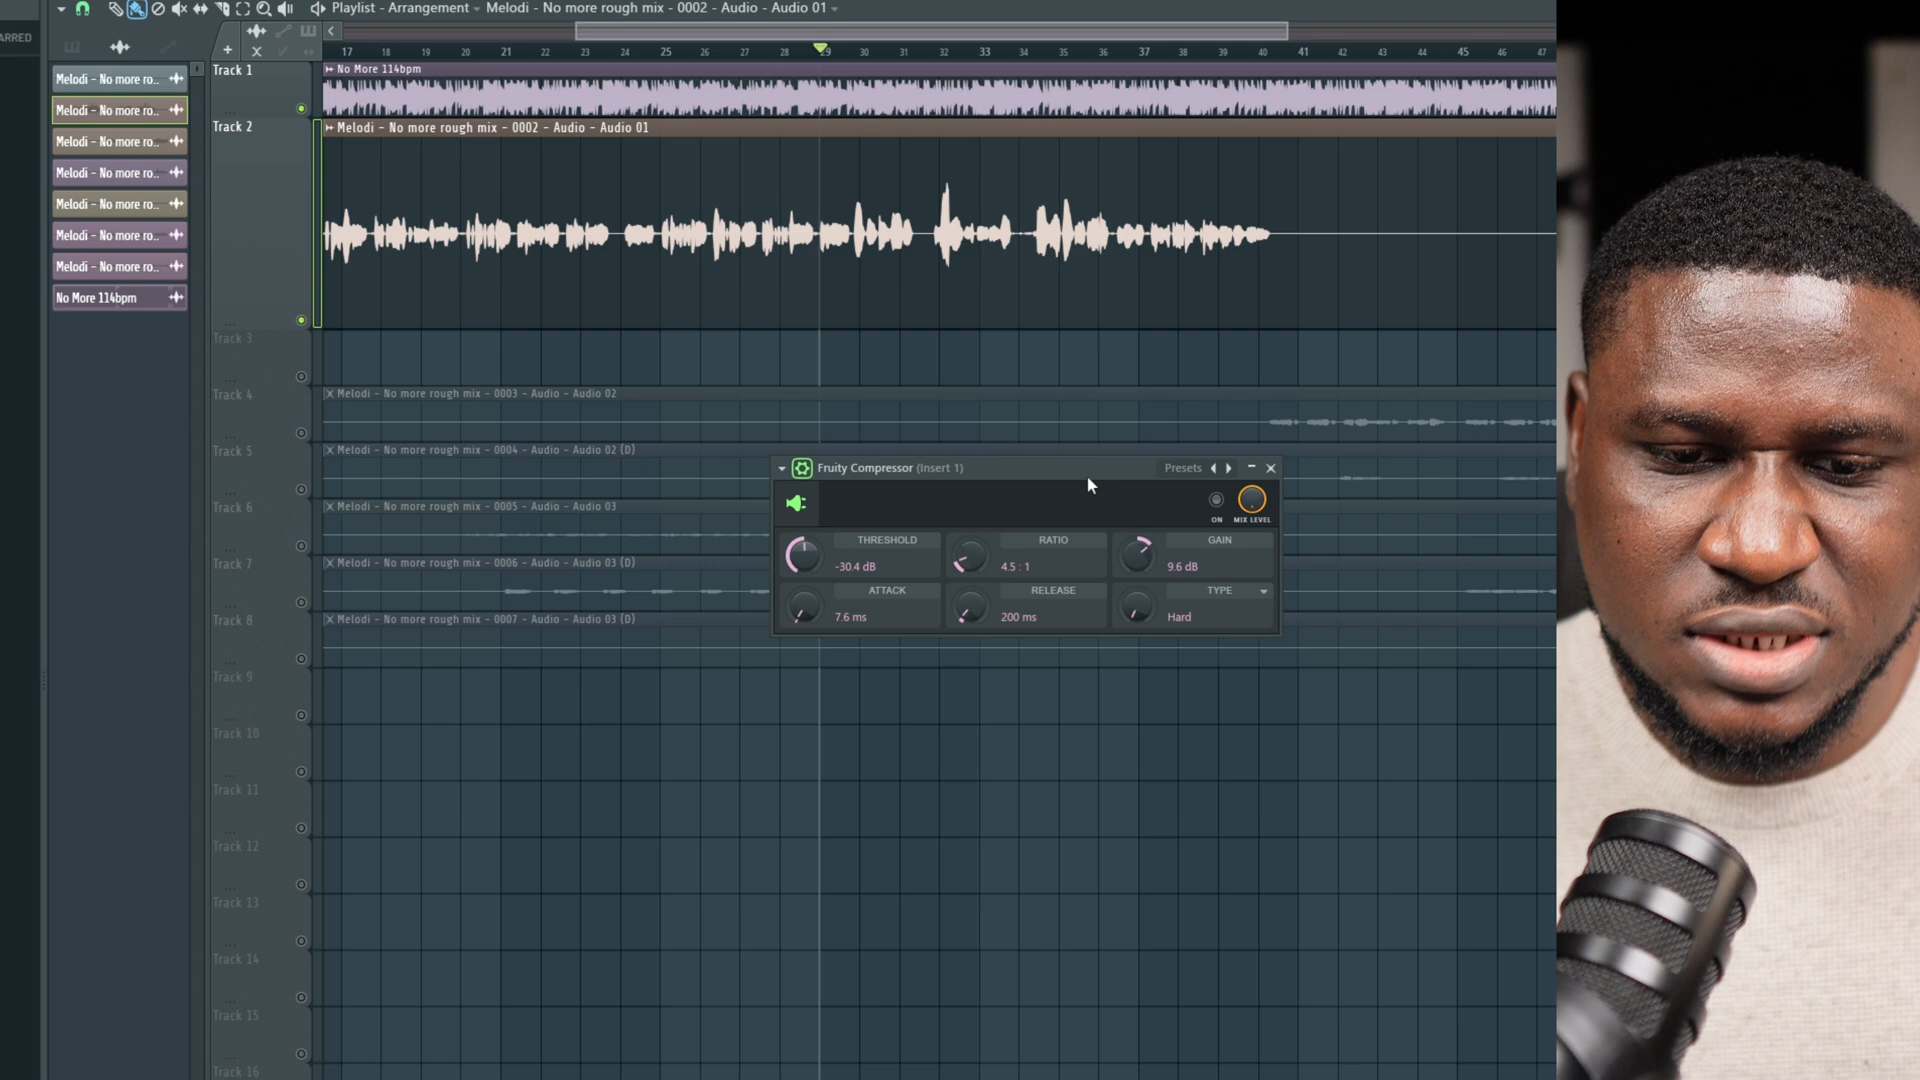 ARRED
Playlist - Arrangement Melodi - No more rough mix - 0002 - Audio - Audio 01
17 18 19 20 21 22 23 24 25 26 27 28 29 30 31 32 33 34 35 36 37 38 39 40 41 42 43 44 45 46 47
Melodi - No more ro..
Melodi - No more ro..
Melodi - No more ro..
Melodi - No more ro..
Melodi - No more ro..
Melodi - No more ro..
Melodi - No more ro..
No More 114bpm
Track 1
No More 114bpm
Track 2
Melodi - No more rough mix - 0002 - Audio - Audio 01
Track 3
Track 4
Melodi - No more rough mix - 0003 - Audio - Audio 02
Track 5
Melodi - No more rough mix - 0004 - Audio - Audio 02 (D)
Track 6
Melodi - No more rough mix - 0005 - Audio - Audio 03
Track 7
Melodi - No more rough mix - 0006 - Audio - Audio 03 (D)
Track 8
Melodi - No more rough mix - 0007 - Audio - Audio 03 (D)
Track 9
Track 10
Track 11
Track 12
Track 13
Track 14
Track 15
Track 16
Fruity Compressor (Insert 1) Presets
ON MIX LEVEL
THRESHOLD RATIO GAIN
-30.4 dB 4.5 : 1 9.6 dB
ATTACK RELEASE TYPE
7.6 ms 200 ms Hard